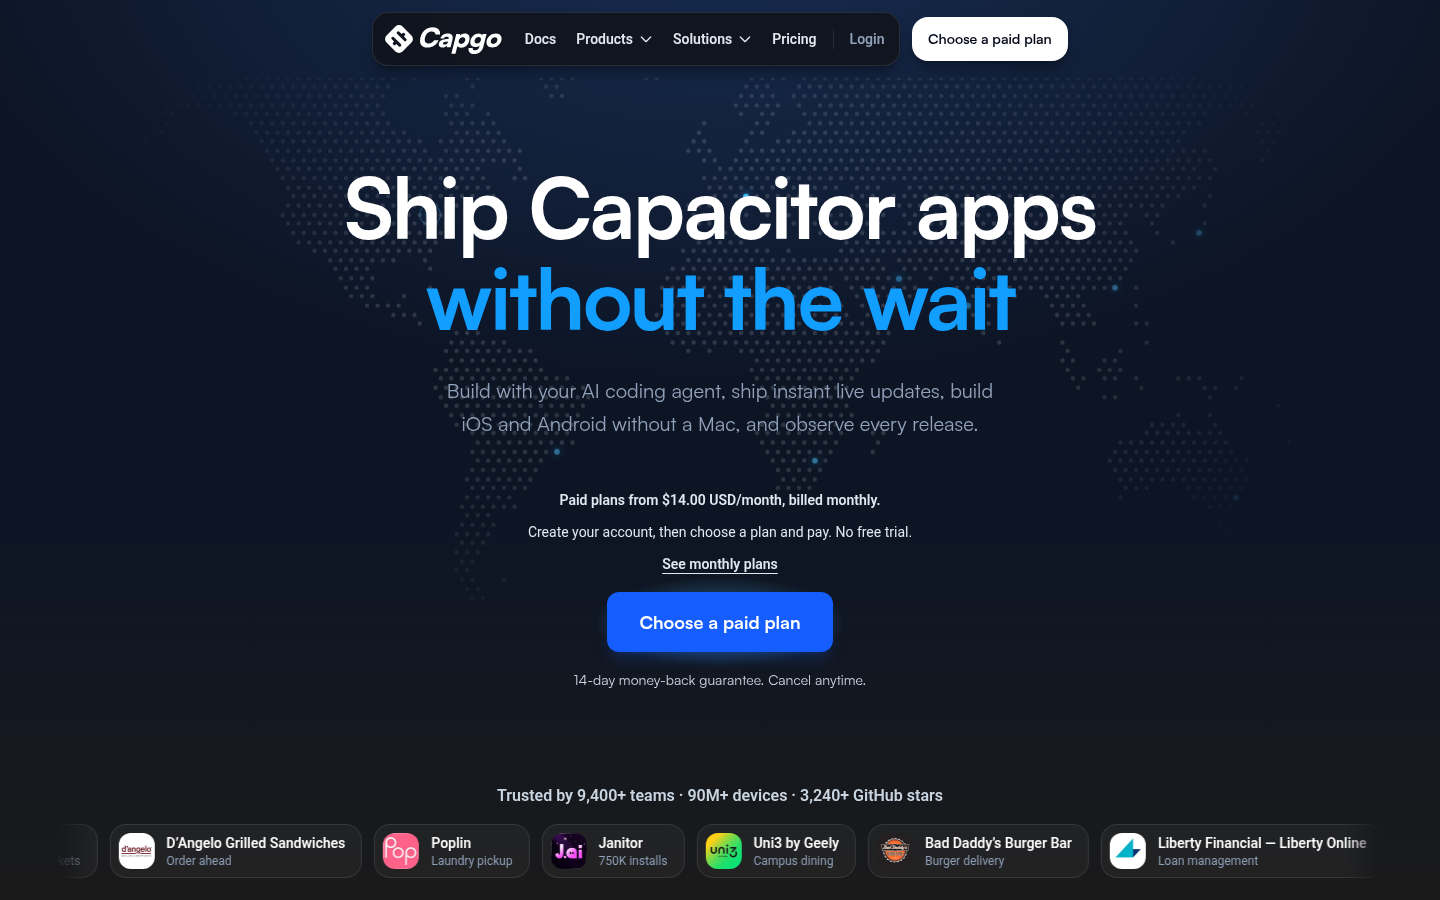 Capgo
Docs
Products
Solutions
Pricing
Login
Choose a paid plan
Ship Capacitor apps
without the wait
Build with your AI coding agent, ship instant live updates, build
iOS and Android without a Mac, and observe every release.
Paid plans from $14.00 USD/month, billed monthly.
Create your account, then choose a plan and pay. No free trial.
See monthly plans
Choose a paid plan
14-day money-back guarantee. Cancel anytime.
Trusted by 9,400+ teams · 90M+ devices · 3,240+ GitHub stars
D'Angelo Grilled Sandwiches
Order ahead
Pop
Poplin
Laundry pickup
J.ai
Janitor
750K installs
uni3
Uni3 by Geely
Campus dining
Bad Daddy's Burger Bar
Burger delivery
Liberty Financial — Liberty Online
Loan management